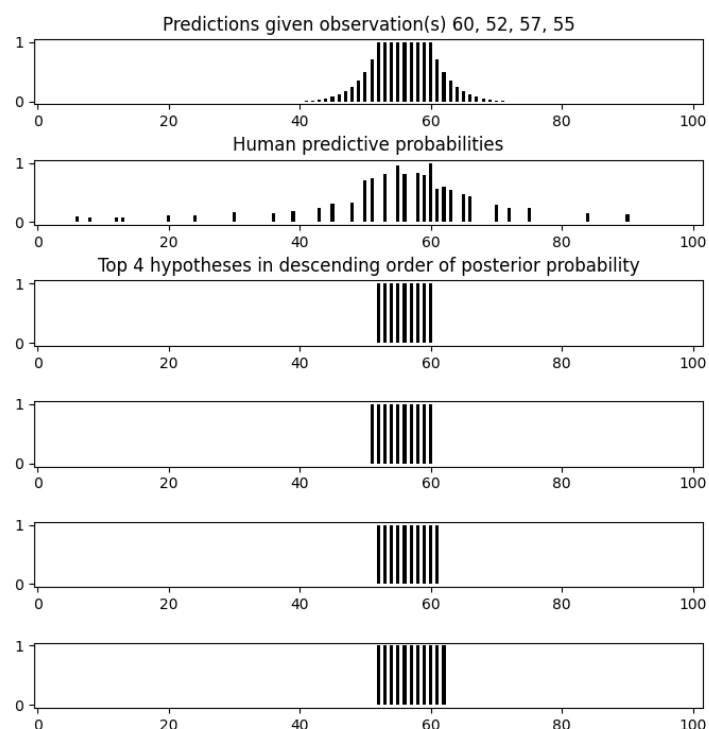 Predictions given observation(s) 60, 52, 57, 55
1
0
0 20 40 60 80 100
Human predictive probabilities
1
0
0 20 40 60 80 100
Top 4 hypotheses in descending order of posterior probability
1
0
0 20 40 60 80 100
1
0
0 20 40 60 80 100
1
0
0 20 40 60 80 100
1
0
0 20 40 60 80 100